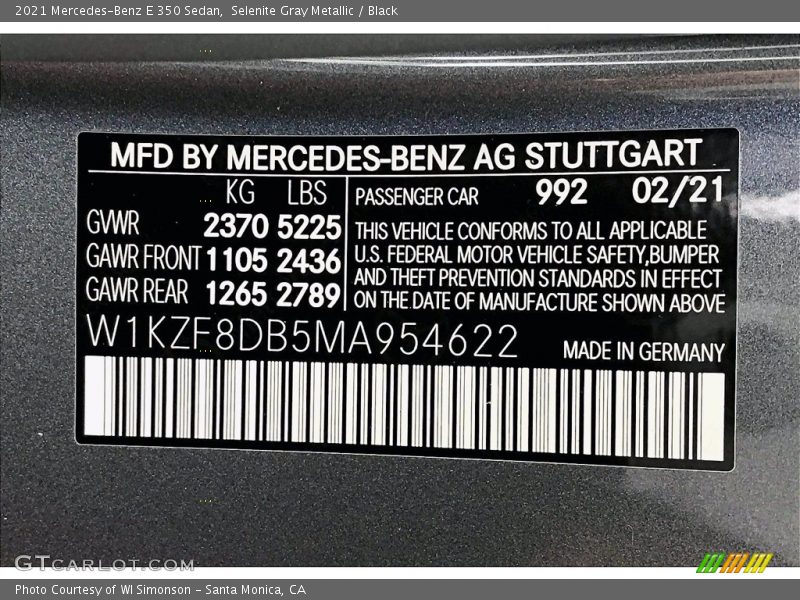 2021 Mercedes-Benz E 350 Sedan, Selenite Gray Metallic / Black
MFD BY MERCEDES-BENZ AG STUTTGART
KG LBS
GVWR 2370 5225
GAWR FRONT 1105 2436
GAWR REAR 1265 2789
PASSENGER CAR 992 02/21
THIS VEHICLE CONFORMS TO ALL APPLICABLE
U.S. FEDERAL MOTOR VEHICLE SAFETY,BUMPER
AND THEFT PREVENTION STANDARDS IN EFFECT
ON THE DATE OF MANUFACTURE SHOWN ABOVE
W1KZF8DB5MA954622
MADE IN GERMANY
GTCARLOT.COM
Photo Courtesy of WI Simonson - Santa Monica, CA